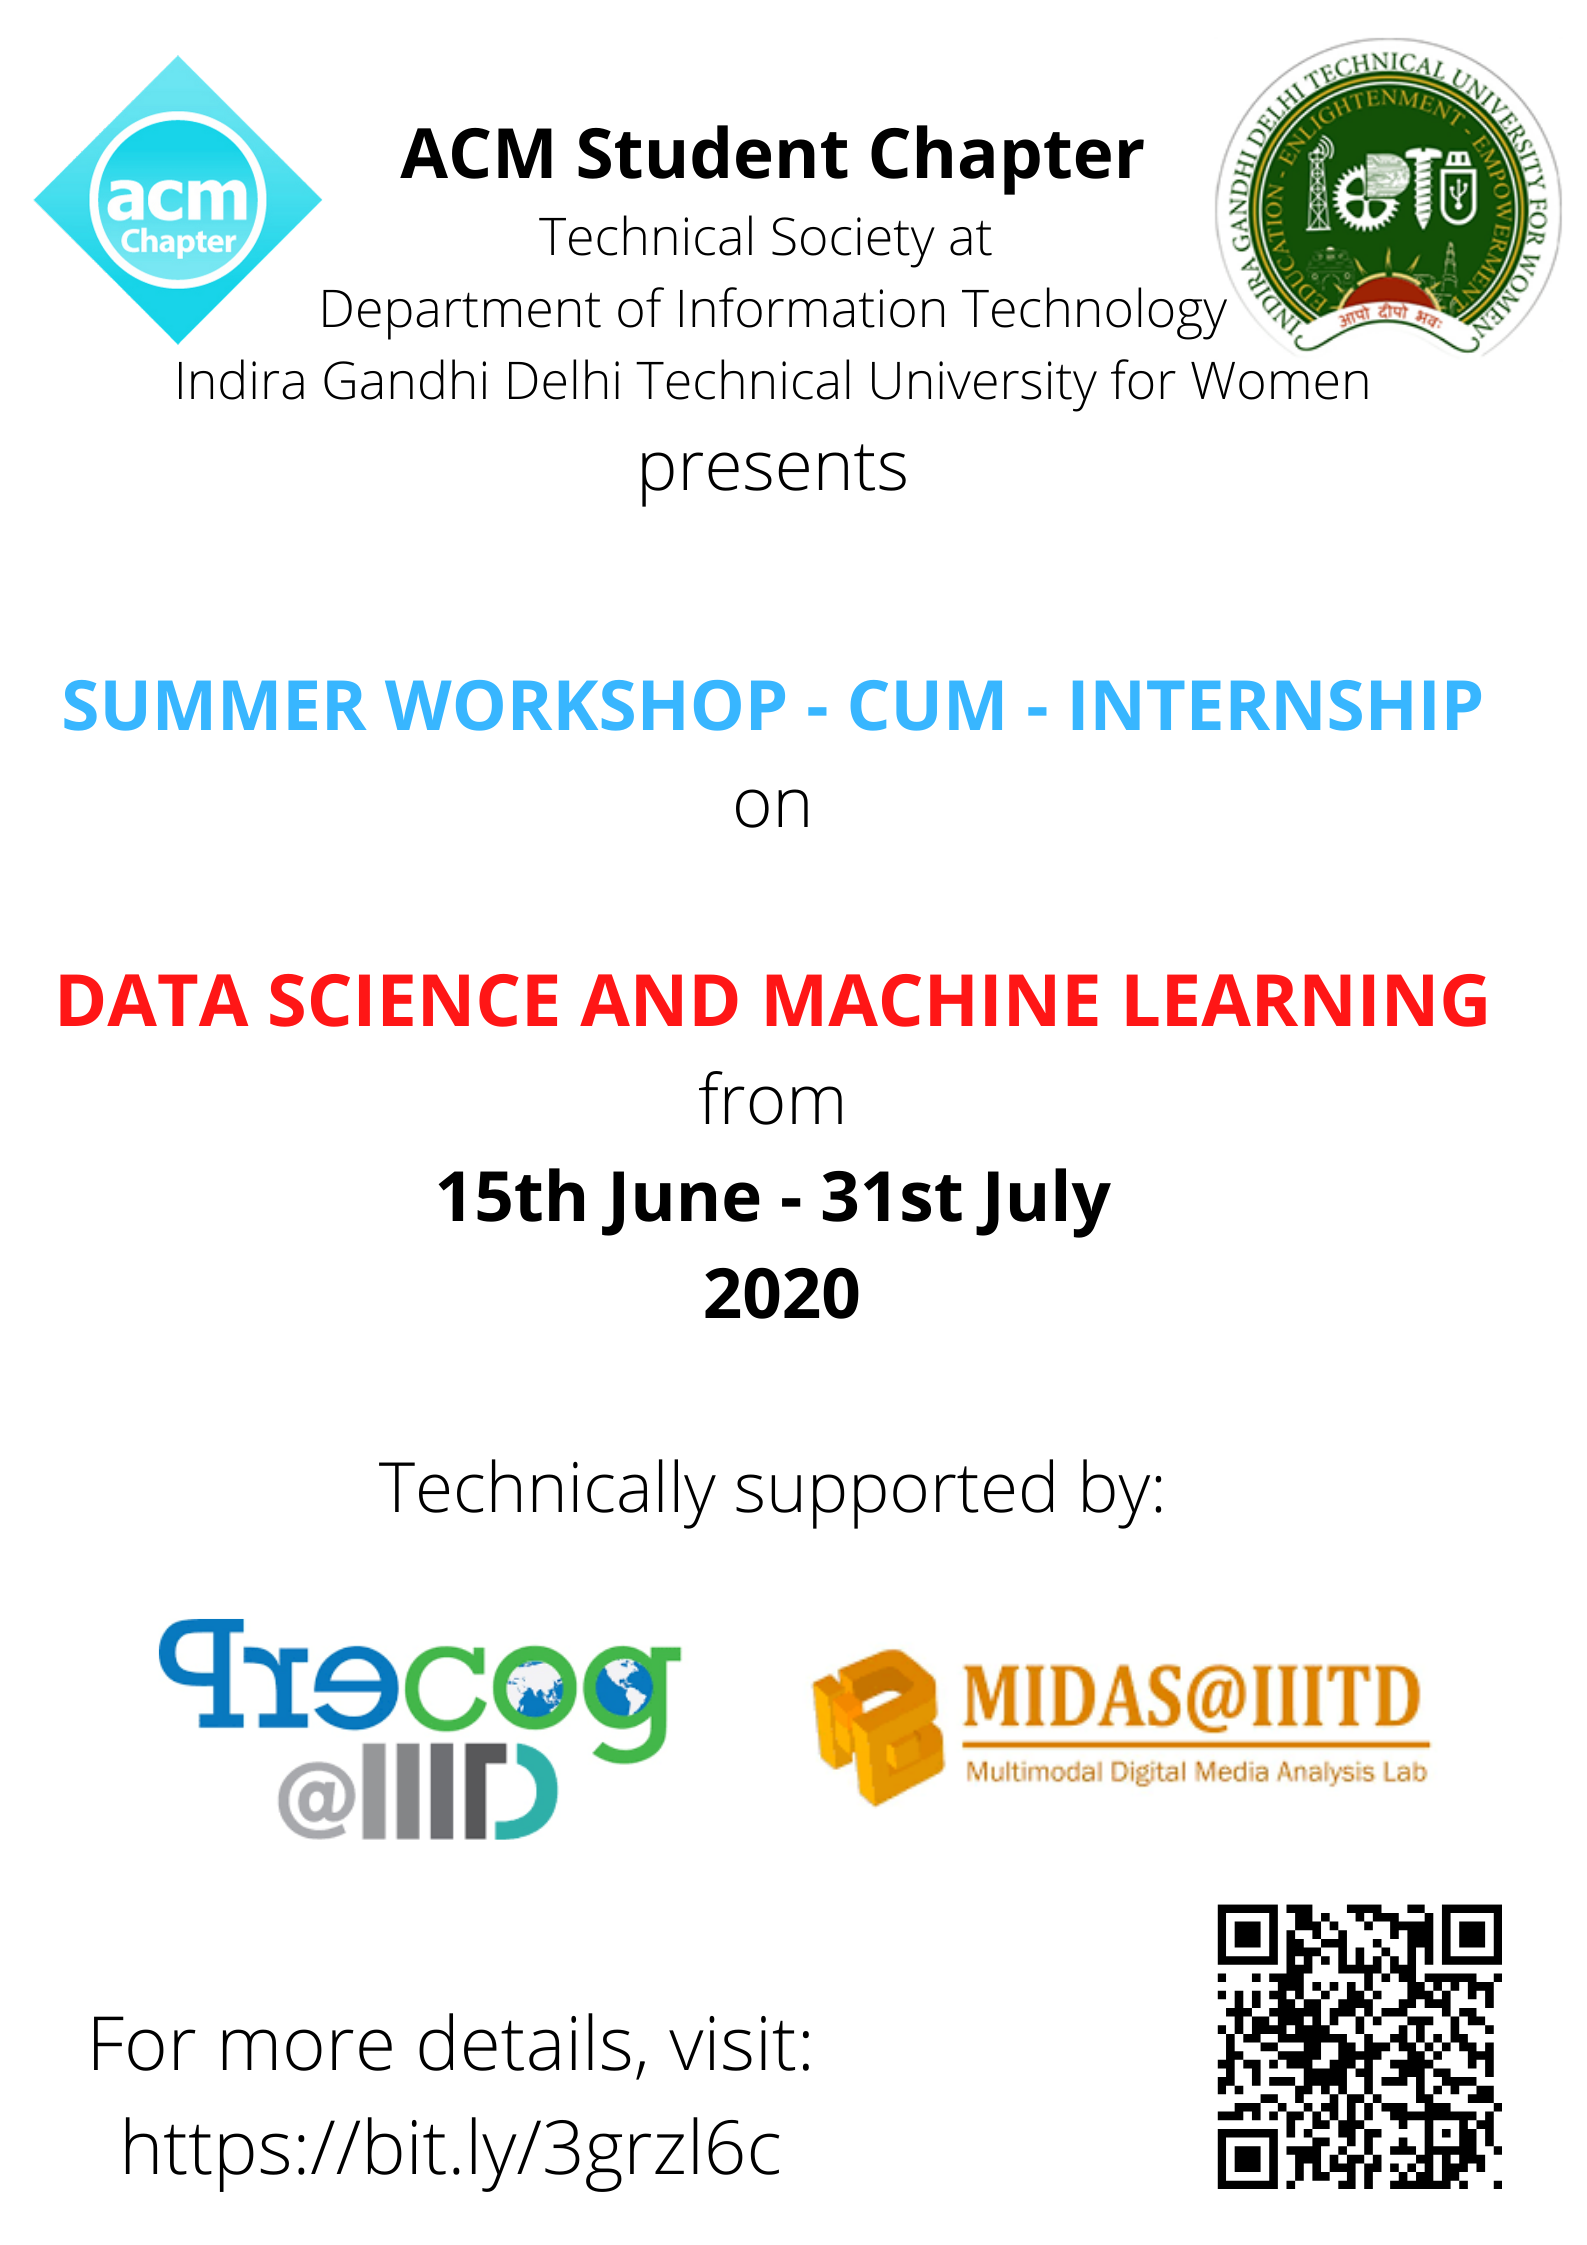 acm
Chapter
INDIRA GANDHI DELHI TECHNICAL UNIVERSITY FOR WOMEN
EDUCATION - ENLIGHTENMENT - EMPOWERMENT
आपो दीपो भवः
ACM Student Chapter
Technical Society at
Department of Information Technology
Indira Gandhi Delhi Technical University for Women
presents
SUMMER WORKSHOP - CUM - INTERNSHIP
on
DATA SCIENCE AND MACHINE LEARNING
from
15th June - 31st July
2020
Technically supported by:
Precog
@IIITD
MIDAS@IIITD
Multimodal Digital Media Analysis Lab
For more details, visit:
https://bit.ly/3grzl6c